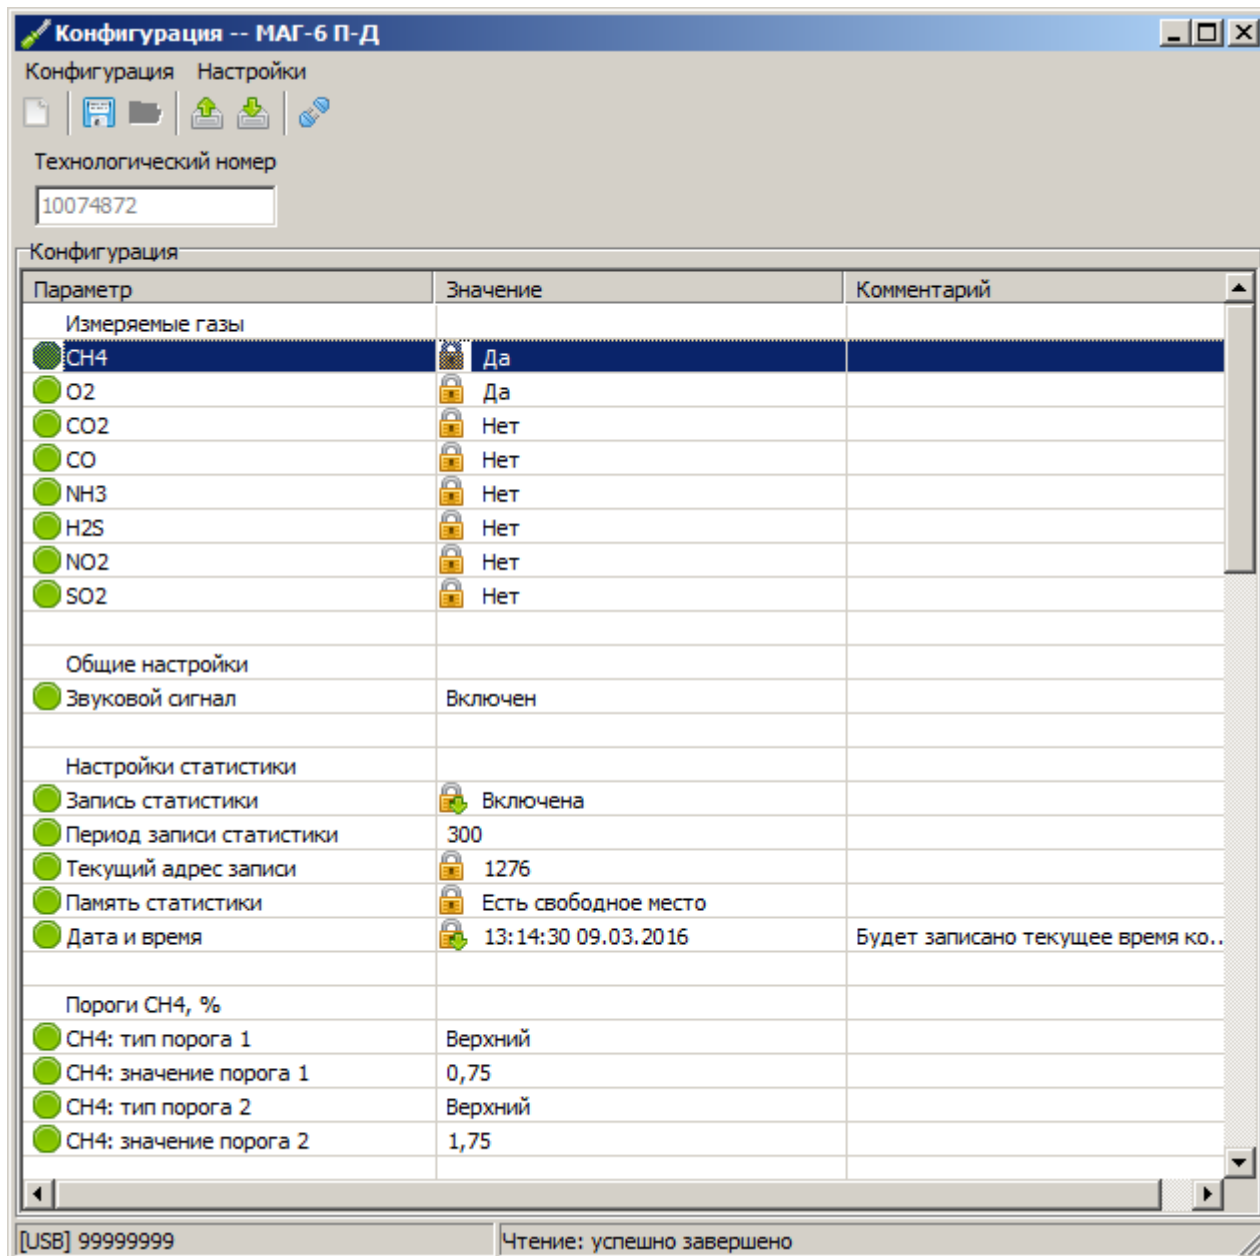 Конфигурация -- МАГ-6 П-Д
Конфигурация Настройки
Технологический номер
10074872
Конфигурация
Параметр Значение Комментарий
Измеряемые газы
CH4 Да
O2 Да
CO2 Нет
CO Нет
NH3 Нет
H2S Нет
NO2 Нет
SO2 Нет
Общие настройки
Звуковой сигнал Включен
Настройки статистики
Запись статистики Включена
Период записи статистики 300
Текущий адрес записи 1276
Память статистики Есть свободное место
Дата и время 13:14:30 09.03.2016 Будет записано текущее время ко..
Пороги CH4, %
CH4: тип порога 1 Верхний
CH4: значение порога 1 0,75
CH4: тип порога 2 Верхний
CH4: значение порога 2 1,75
[USB] 99999999 Чтение: успешно завершено